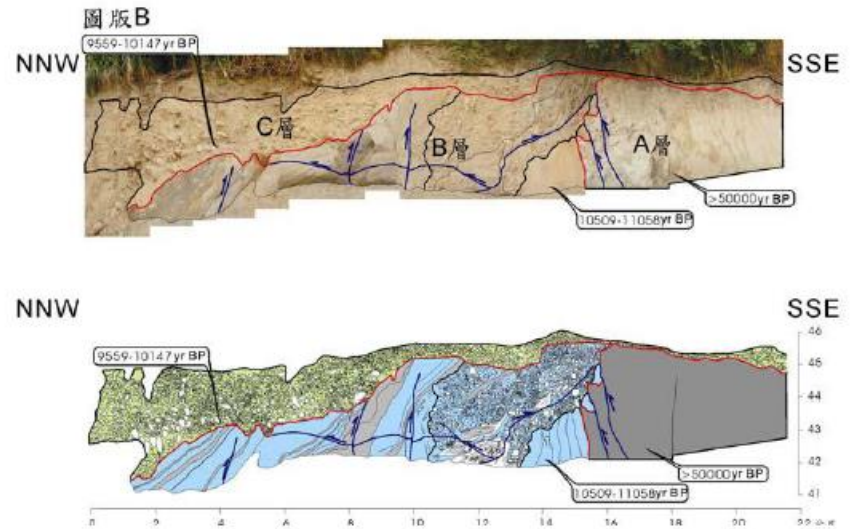 圖版B
9559-10147yr BP
NNW
SSE
C層
B層
A層
>50000yr BP
10509-11058yr BP
NNW
SSE
9559-10147yr BP
46
45
44
43
42
41
>50000yr BP
10509-11058yr BP
0 2 4 6 8 10 12 14 16 18 20 22